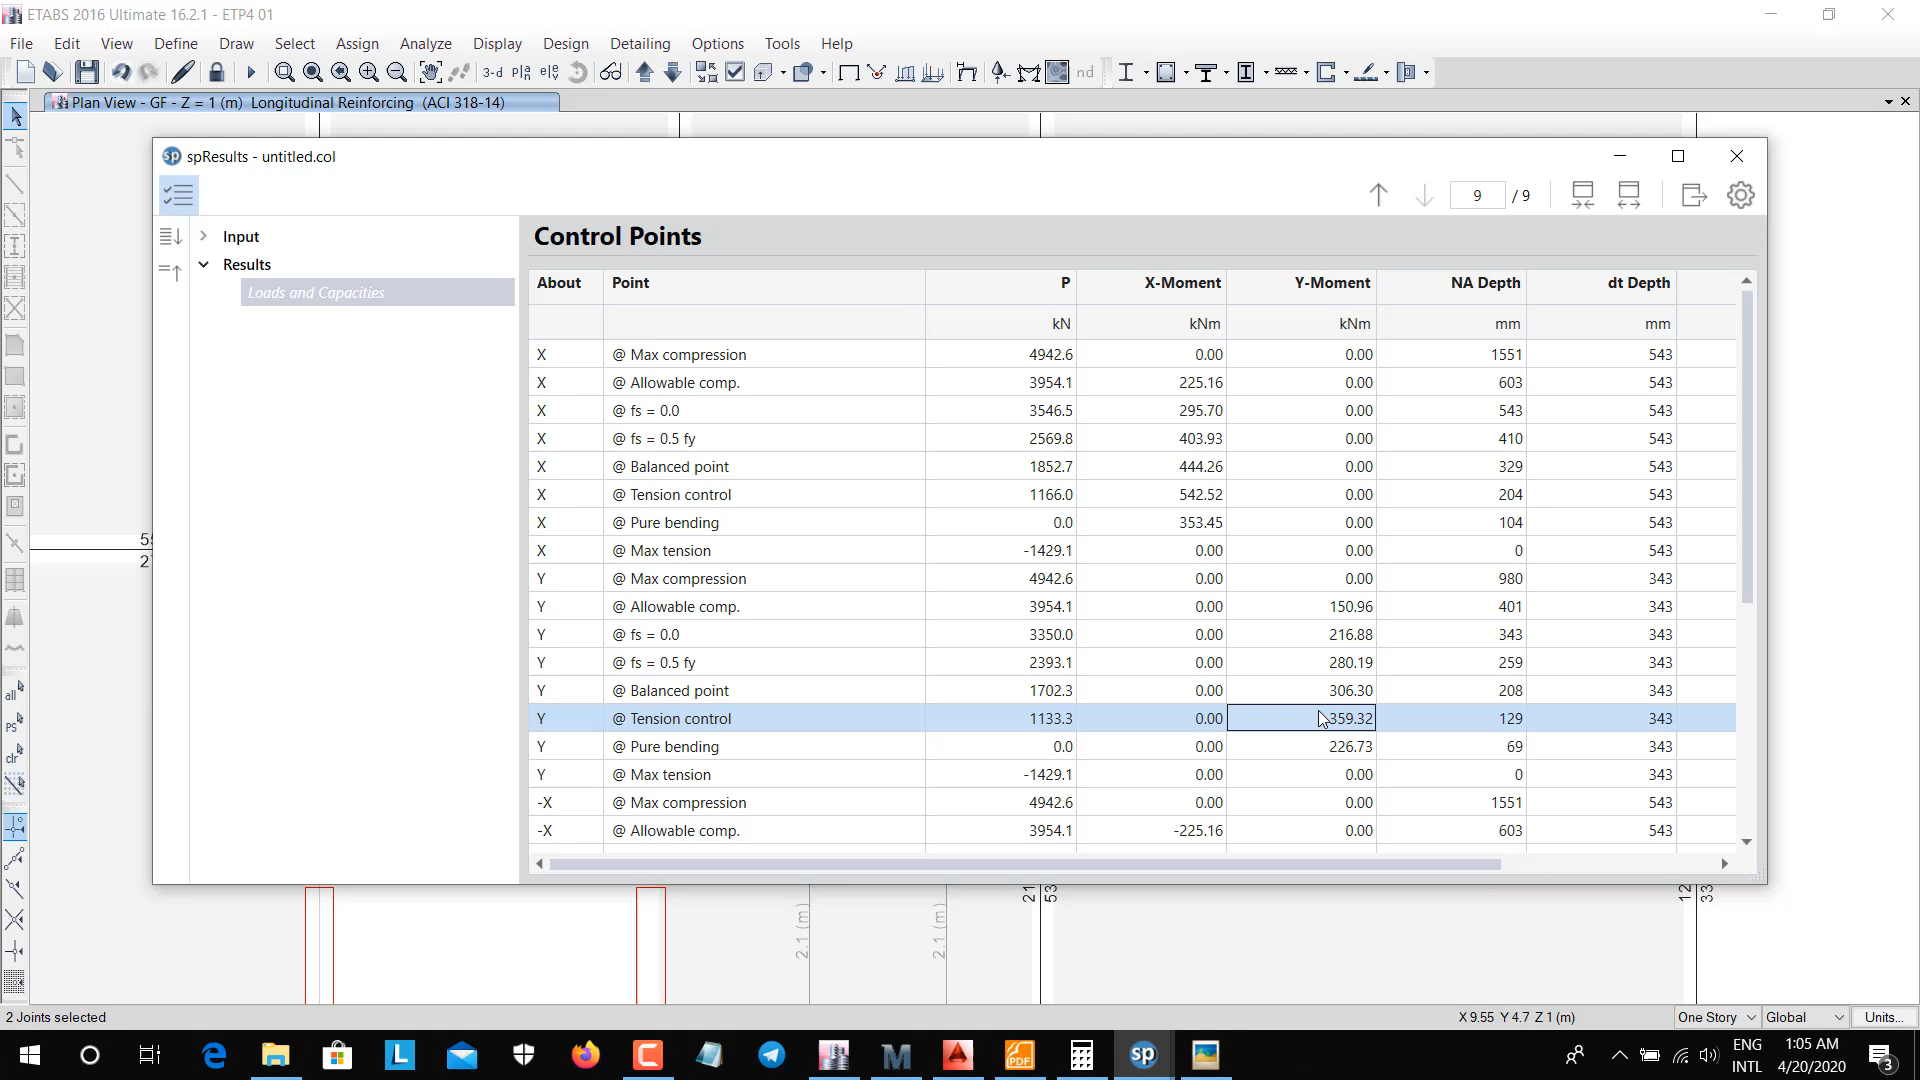 ETABS 2016 Ultimate 16.2.1 - ETP4 01
File Edit View Define Draw Select Assign Analyze Display Design Detailing Options Tools Help
3-d
nd
Plan View - GF - Z = 1 (m) Longitudinal Reinforcing (ACI 318-14)
sp spResults - untitled.col
9 / 9
Input
Results
Loads and Capacities
Control Points
About Point P X-Moment Y-Moment NA Depth dt Depth
kN kNm kNm mm mm
X @ Max compression 4942.6 0.00 0.00 1551 543
X @ Allowable comp. 3954.1 225.16 0.00 603 543
X @ fs = 0.0 3546.5 295.70 0.00 543 543
X @ fs = 0.5 fy 2569.8 403.93 0.00 410 543
X @ Balanced point 1852.7 444.26 0.00 329 543
X @ Tension control 1166.0 542.52 0.00 204 543
X @ Pure bending 0.0 353.45 0.00 104 543
X @ Max tension -1429.1 0.00 0.00 0 543
Y @ Max compression 4942.6 0.00 0.00 980 343
Y @ Allowable comp. 3954.1 0.00 150.96 401 343
Y @ fs = 0.0 3350.0 0.00 216.88 343 343
Y @ fs = 0.5 fy 2393.1 0.00 280.19 259 343
Y @ Balanced point 1702.3 0.00 306.30 208 343
Y @ Tension control 1133.3 0.00 359.32 129 343
Y @ Pure bending 0.0 0.00 226.73 69 343
Y @ Max tension -1429.1 0.00 0.00 0 343
-X @ Max compression 4942.6 0.00 0.00 1551 543
-X @ Allowable comp. 3954.1 -225.16 0.00 603 543
all
PS
clr
2.1 (m)
2.1 (m)
21
53
12
33
2 Joints selected
X 9.55 Y 4.7 Z 1 (m)
One Story Global Units...
ENG 1:05 AM
INTL 4/20/2020
3